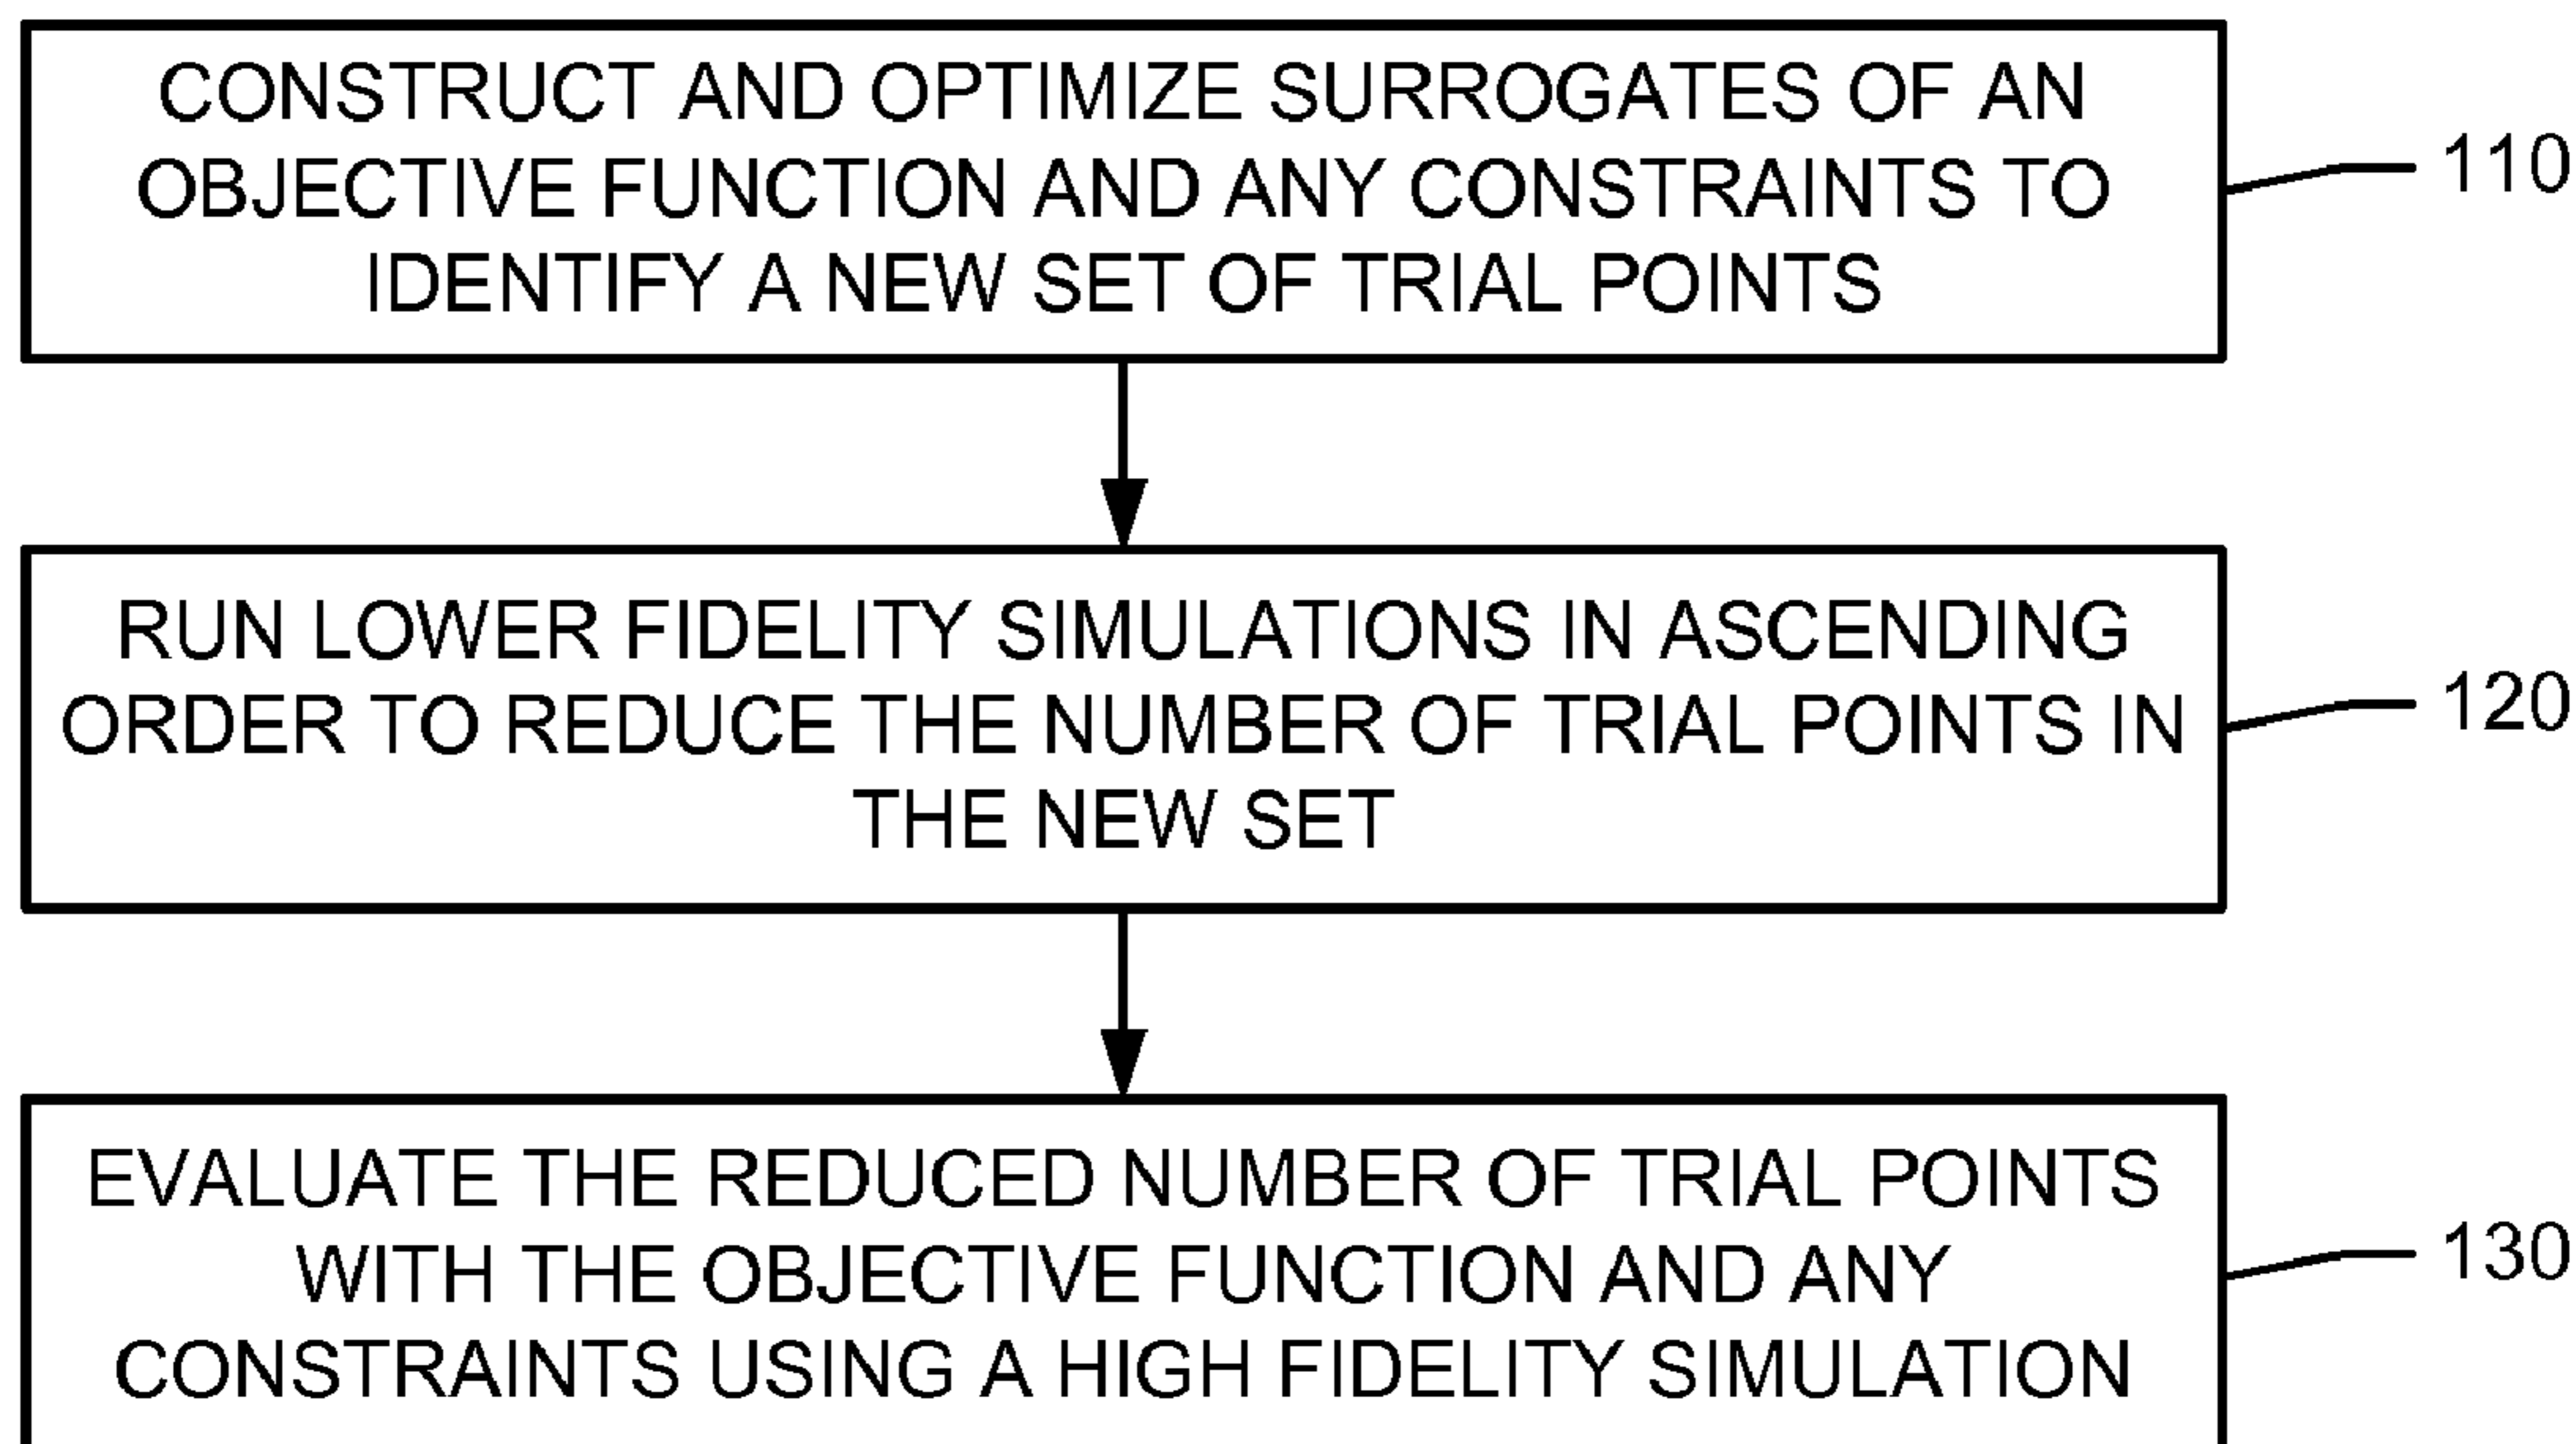 CONSTRUCT AND OPTIMIZE SURROGATES OF AN
OBJECTIVE FUNCTION AND ANY CONSTRAINTS TO
IDENTIFY A NEW SET OF TRIAL POINTS
110
RUN LOWER FIDELITY SIMULATIONS IN ASCENDING
ORDER TO REDUCE THE NUMBER OF TRIAL POINTS IN
THE NEW SET
120
EVALUATE THE REDUCED NUMBER OF TRIAL POINTS
WITH THE OBJECTIVE FUNCTION AND ANY
CONSTRAINTS USING A HIGH FIDELITY SIMULATION
130